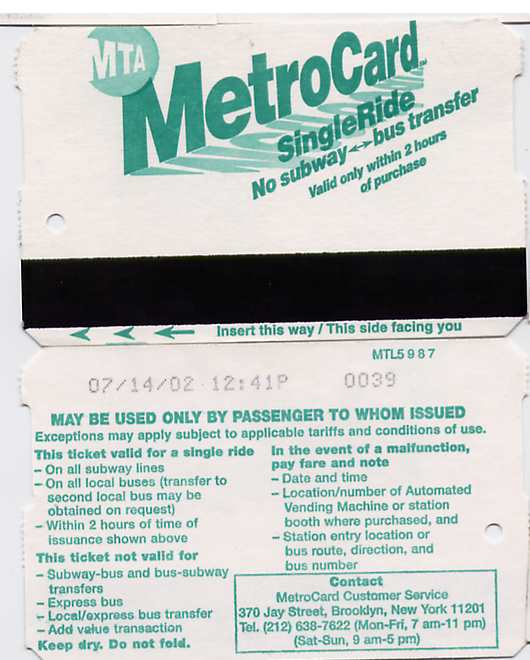 MTA
MetroCard
TM
SingleRide
No subway↔bus transfer
Valid only within 2 hours
of purchase
Insert this way / This side facing you
MTL5987
07/14/02 12:41P 0039
MAY BE USED ONLY BY PASSENGER TO WHOM ISSUED
Exceptions may apply subject to applicable tariffs and conditions of use.
This ticket valid for a single ride
– On all subway lines
– On all local buses (transfer to
second local bus may be
obtained on request)
– Within 2 hours of time of
issuance shown above
This ticket not valid for
– Subway-bus and bus-subway
transfers
– Express bus
– Local/express bus transfer
– Add value transaction
Keep dry. Do not fold.
In the event of a malfunction,
pay fare and note
– Date and time
– Location/number of Automated
Vending Machine or station
booth where purchased, and
– Station entry location or
bus route, direction, and
bus number
Contact
MetroCard Customer Service
370 Jay Street, Brooklyn, New York 11201
Tel. (212) 638-7622 (Mon-Fri, 7 am-11 pm)
(Sat-Sun, 9 am-5 pm)